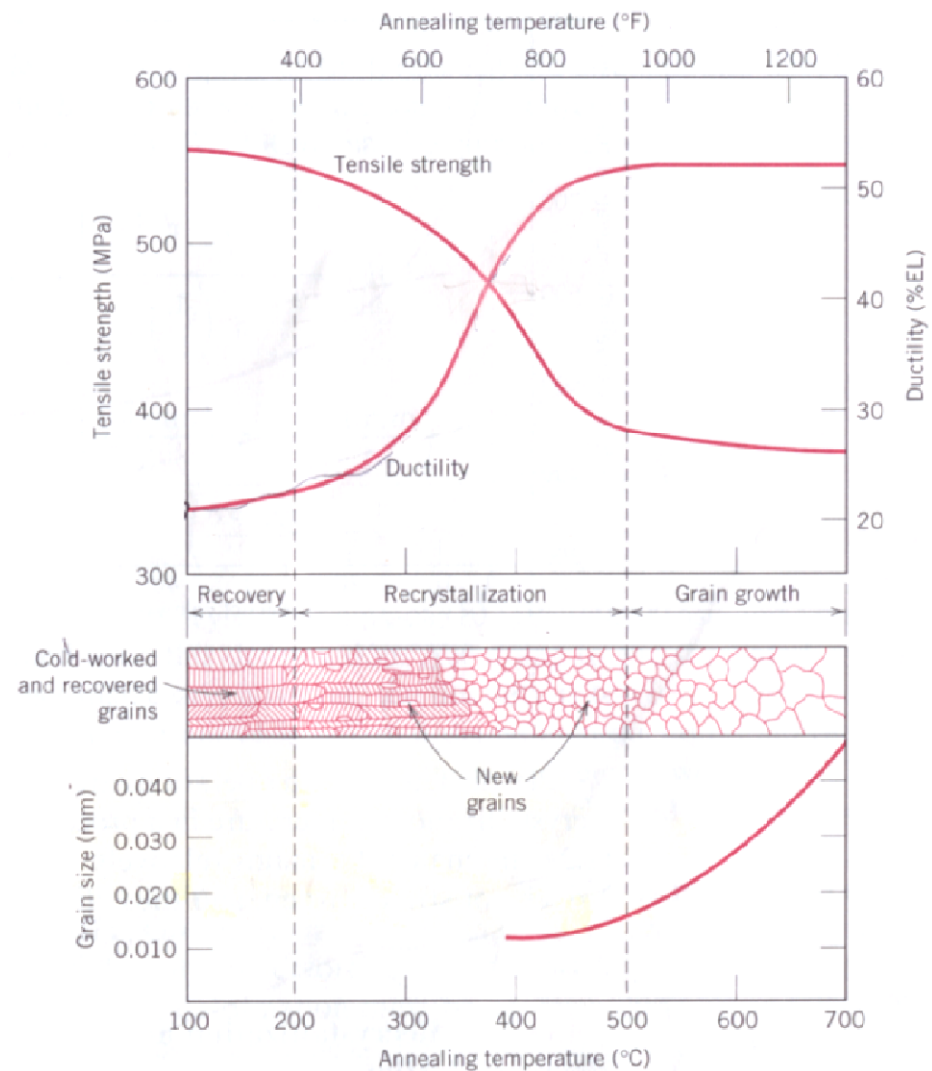 Annealing temperature (°F)
400 600 800 1000 1200
600
500
400
300
Tensile strength (MPa)
60
50
40
30
20
Ductility (%EL)
Tensile strength
Ductility
Recovery Recrystallization Grain growth
Cold-worked
and recovered
grains
New
grains
0.040
0.030
0.020
0.010
Grain size (mm)
100 200 300 400 500 600 700
Annealing temperature (°C)